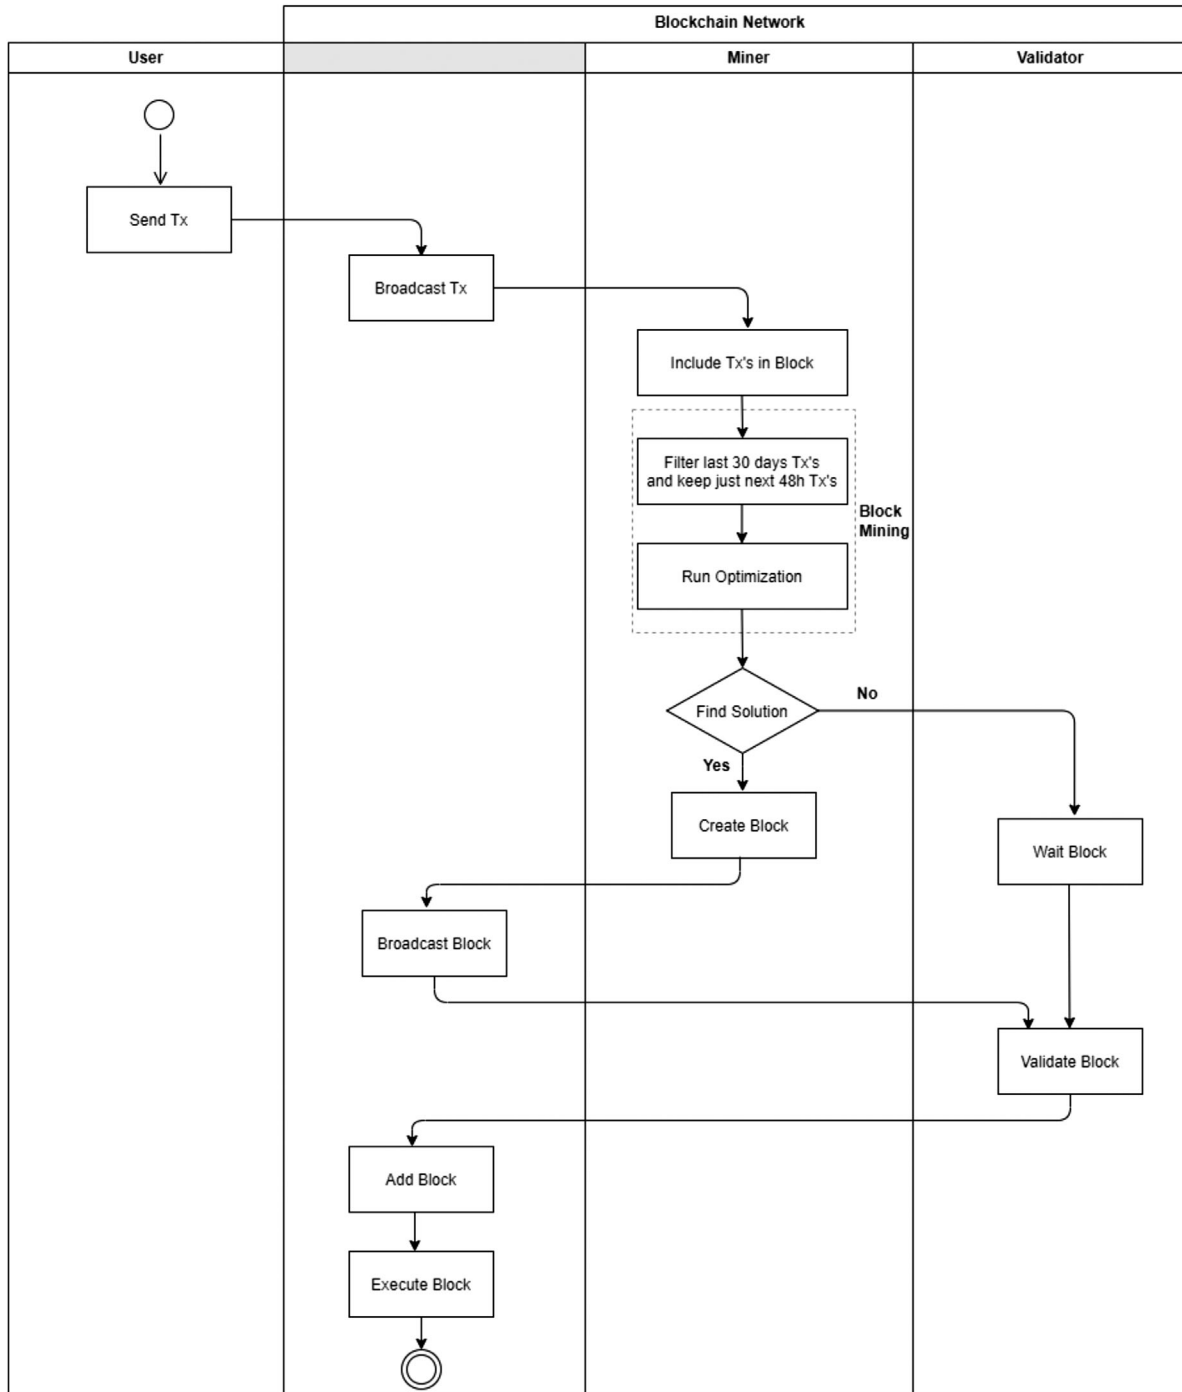 Blockchain Network
User
Miner
Validator
Send Tx
Broadcast Tx
Include Tx's in Block
Filter last 30 days Tx's
and keep just next 48h Tx's
Block
Mining
Run Optimization
Find Solution
No
Yes
Create Block
Wait Block
Broadcast Block
Validate Block
Add Block
Execute Block